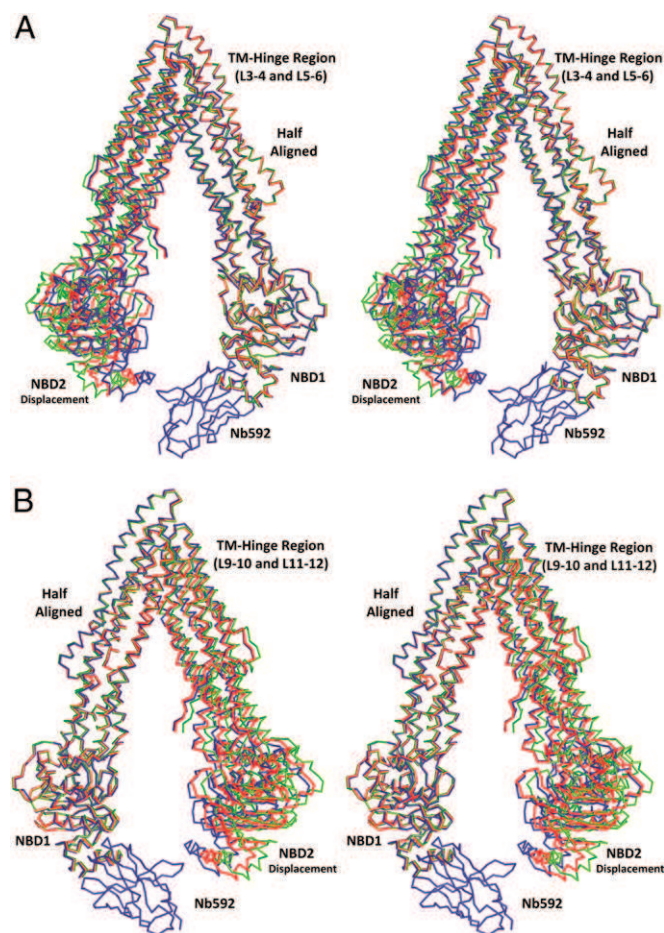 A
TM-Hinge Region
(L3-4 and L5-6)
Half
Aligned
NBD2
Displacement
NBD1
Nb592
TM-Hinge Region
(L3-4 and L5-6)
Half
Aligned
NBD2
Displacement
NBD1
Nb592
B
TM-Hinge Region
(L9-10 and L11-12)
Half
Aligned
NBD1
NBD2
Displacement
Nb592
TM-Hinge Region
(L9-10 and L11-12)
Half
Aligned
NBD1
NBD2
Displacement
Nb592